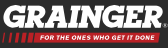 GRAINGER
FOR THE ONES WHO GET IT DONE